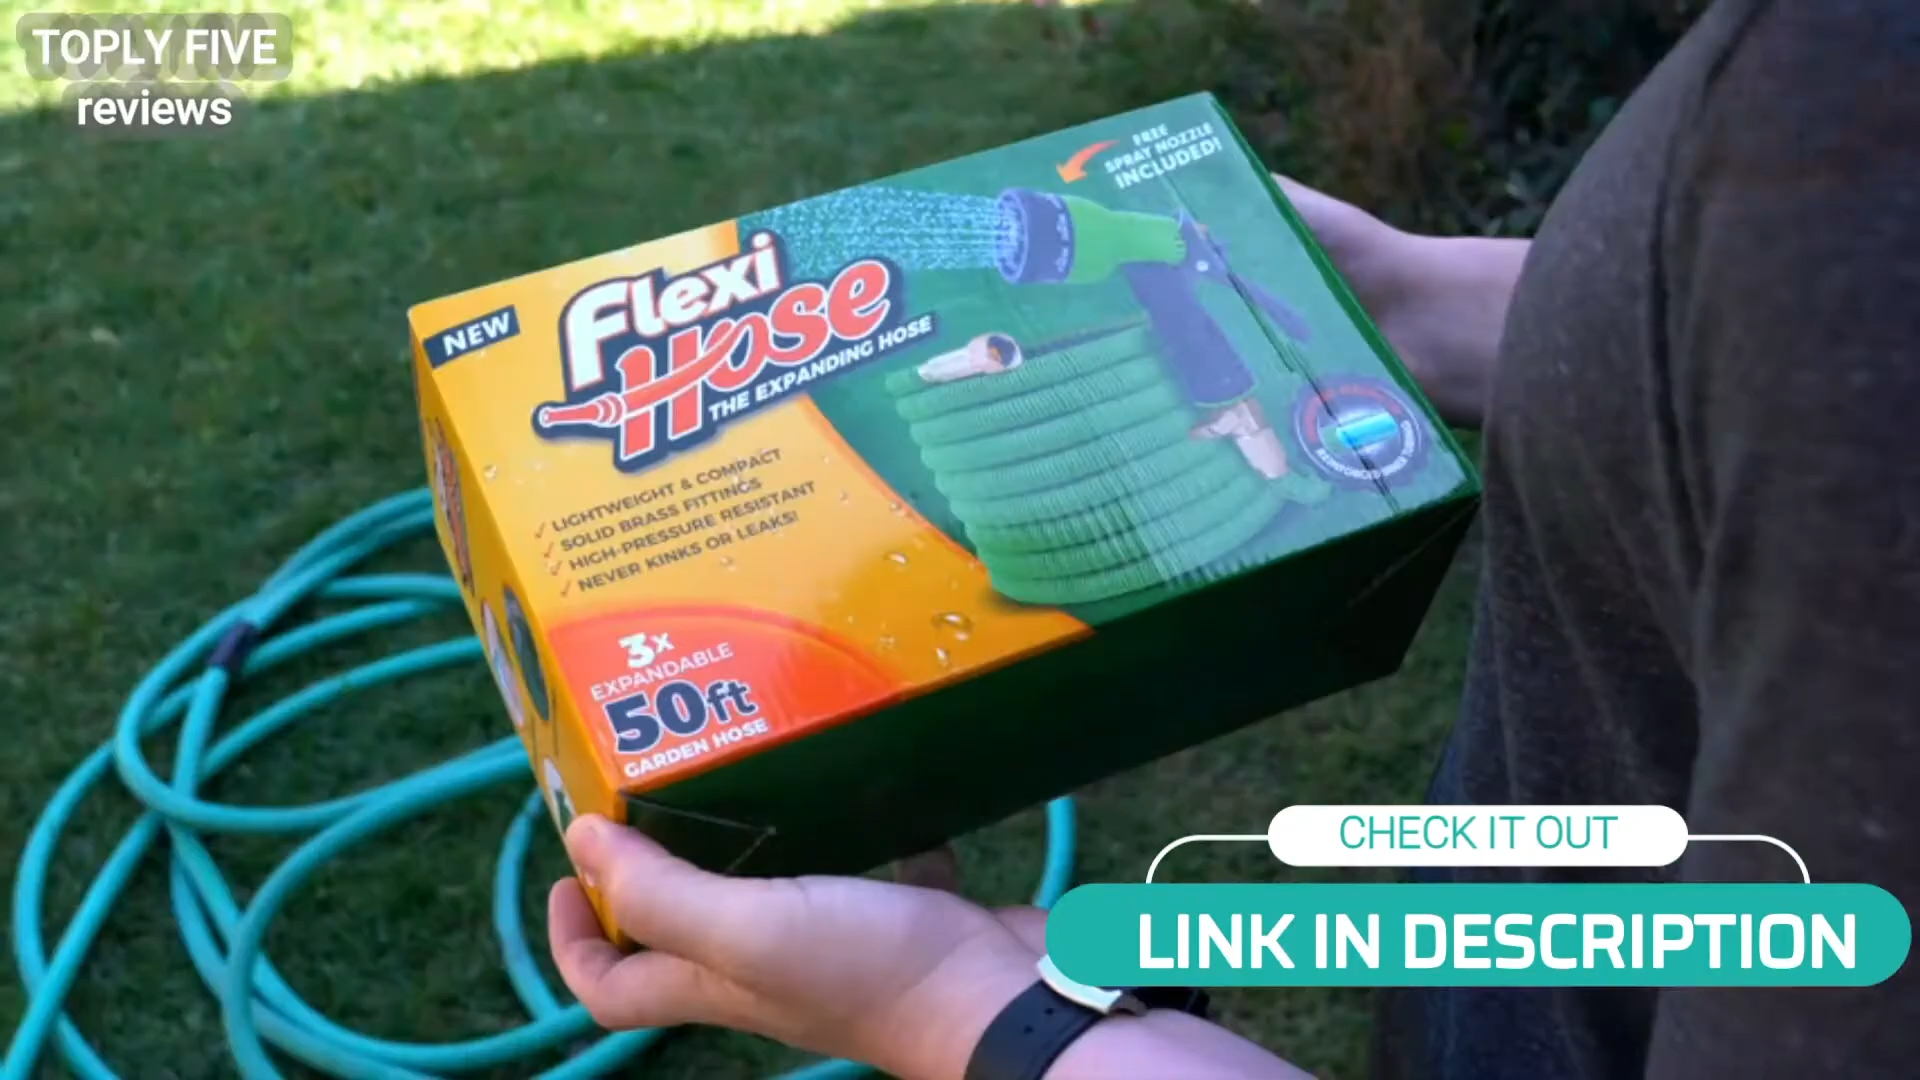 TOPLY FIVE
reviews
FREE
SPRAY NOZZLE
INCLUDED!
NEW
Flexi
Hose
THE EXPANDING HOSE
LIGHTWEIGHT & COMPACT
SOLID BRASS FITTINGS
HIGH-PRESSURE RESISTANT
NEVER KINKS OR LEAKS!
3x
EXPANDABLE
50ft
GARDEN HOSE
CHECK IT OUT
LINK IN DESCRIPTION